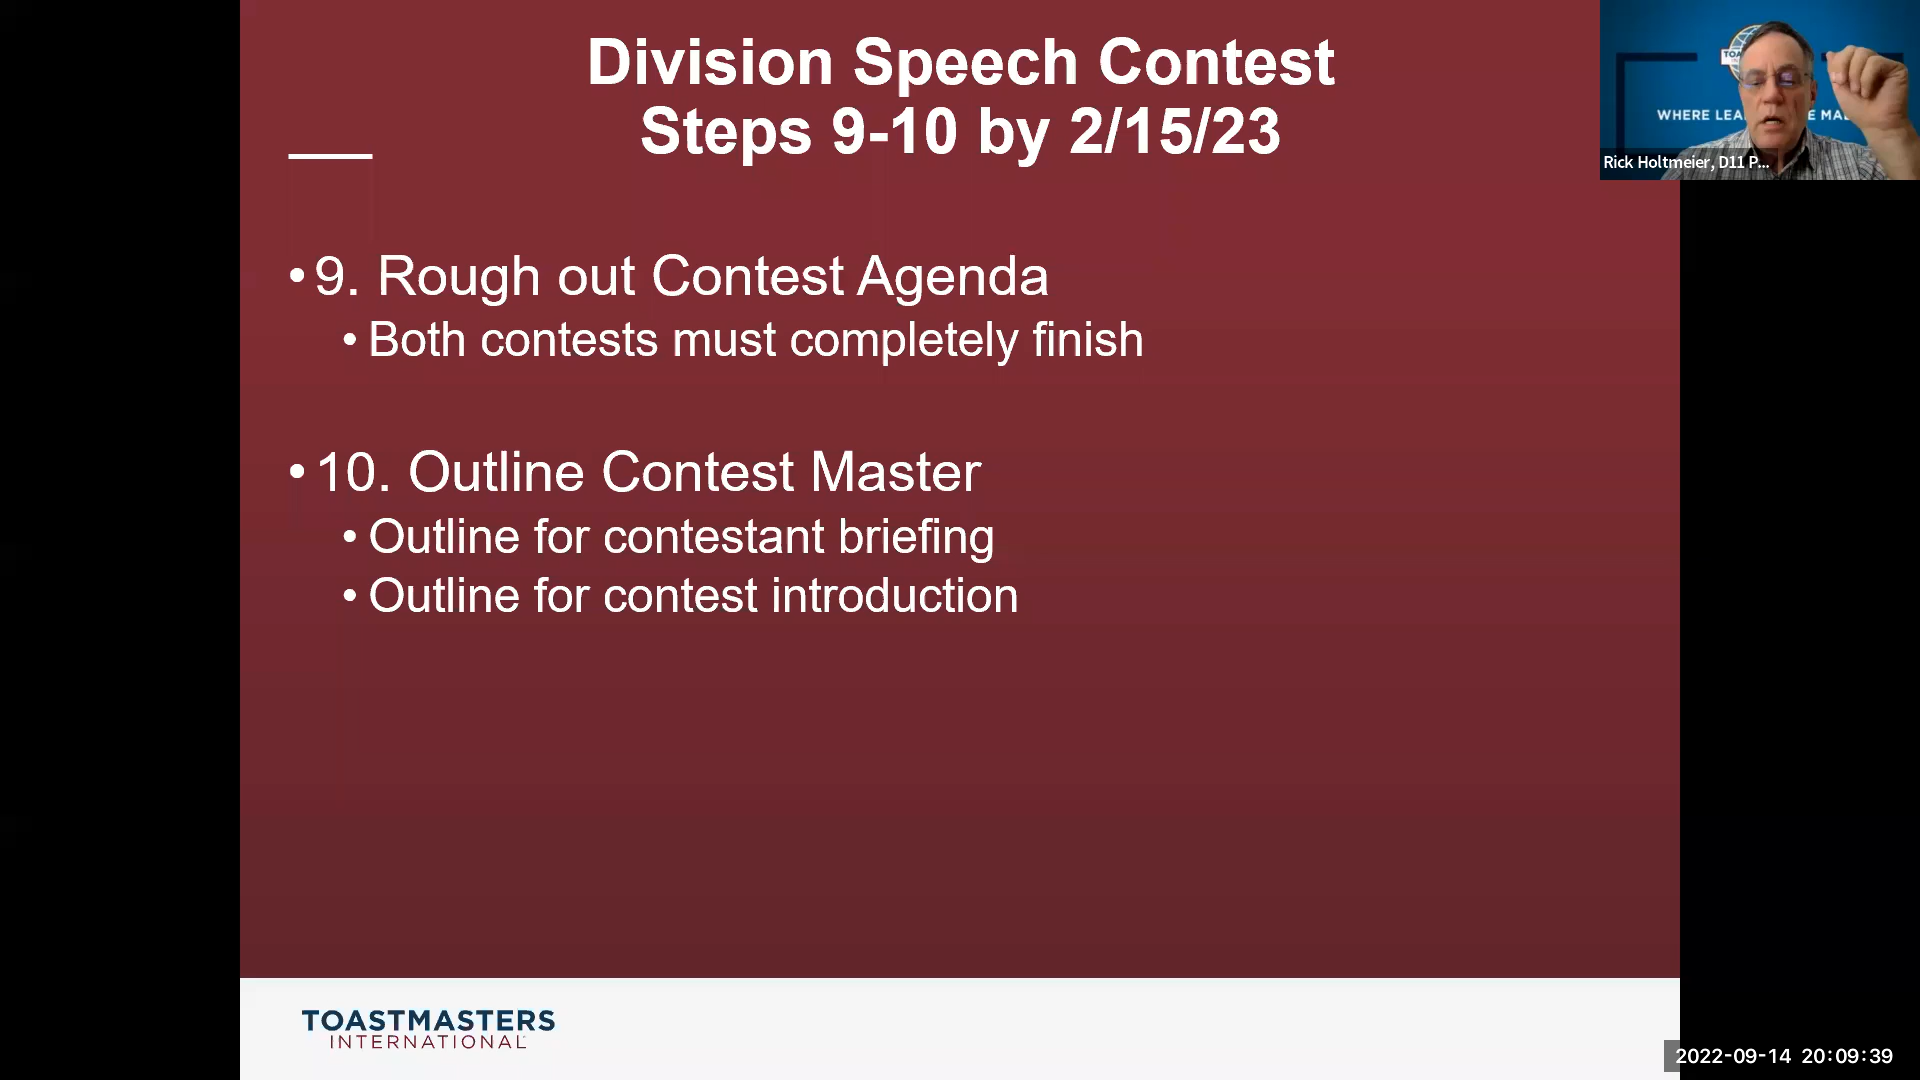 Division Speech Contest
Steps 9-10 by 2/15/23
• 9. Rough out Contest Agenda
• Both contests must completely finish
• 10. Outline Contest Master
• Outline for contestant briefing
• Outline for contest introduction
TOASTMASTERS
INTERNATIONAL
WHERE
Rick Holtmeier, D11 P...
2022-09-14 20:09:39